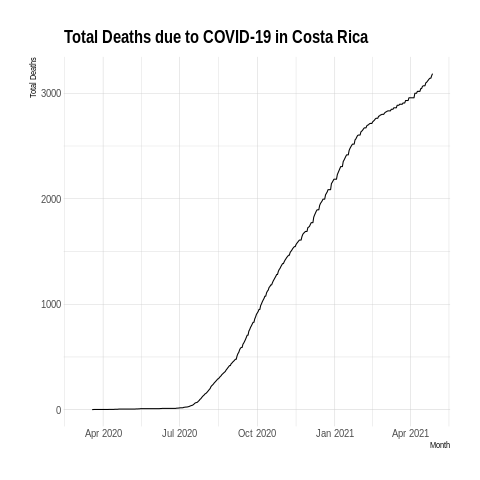 Total Deaths due to COVID-19 in Costa Rica
Total Deaths
3000
2000
1000
0
Apr 2020 Jul 2020 Oct 2020 Jan 2021 Apr 2021
Month